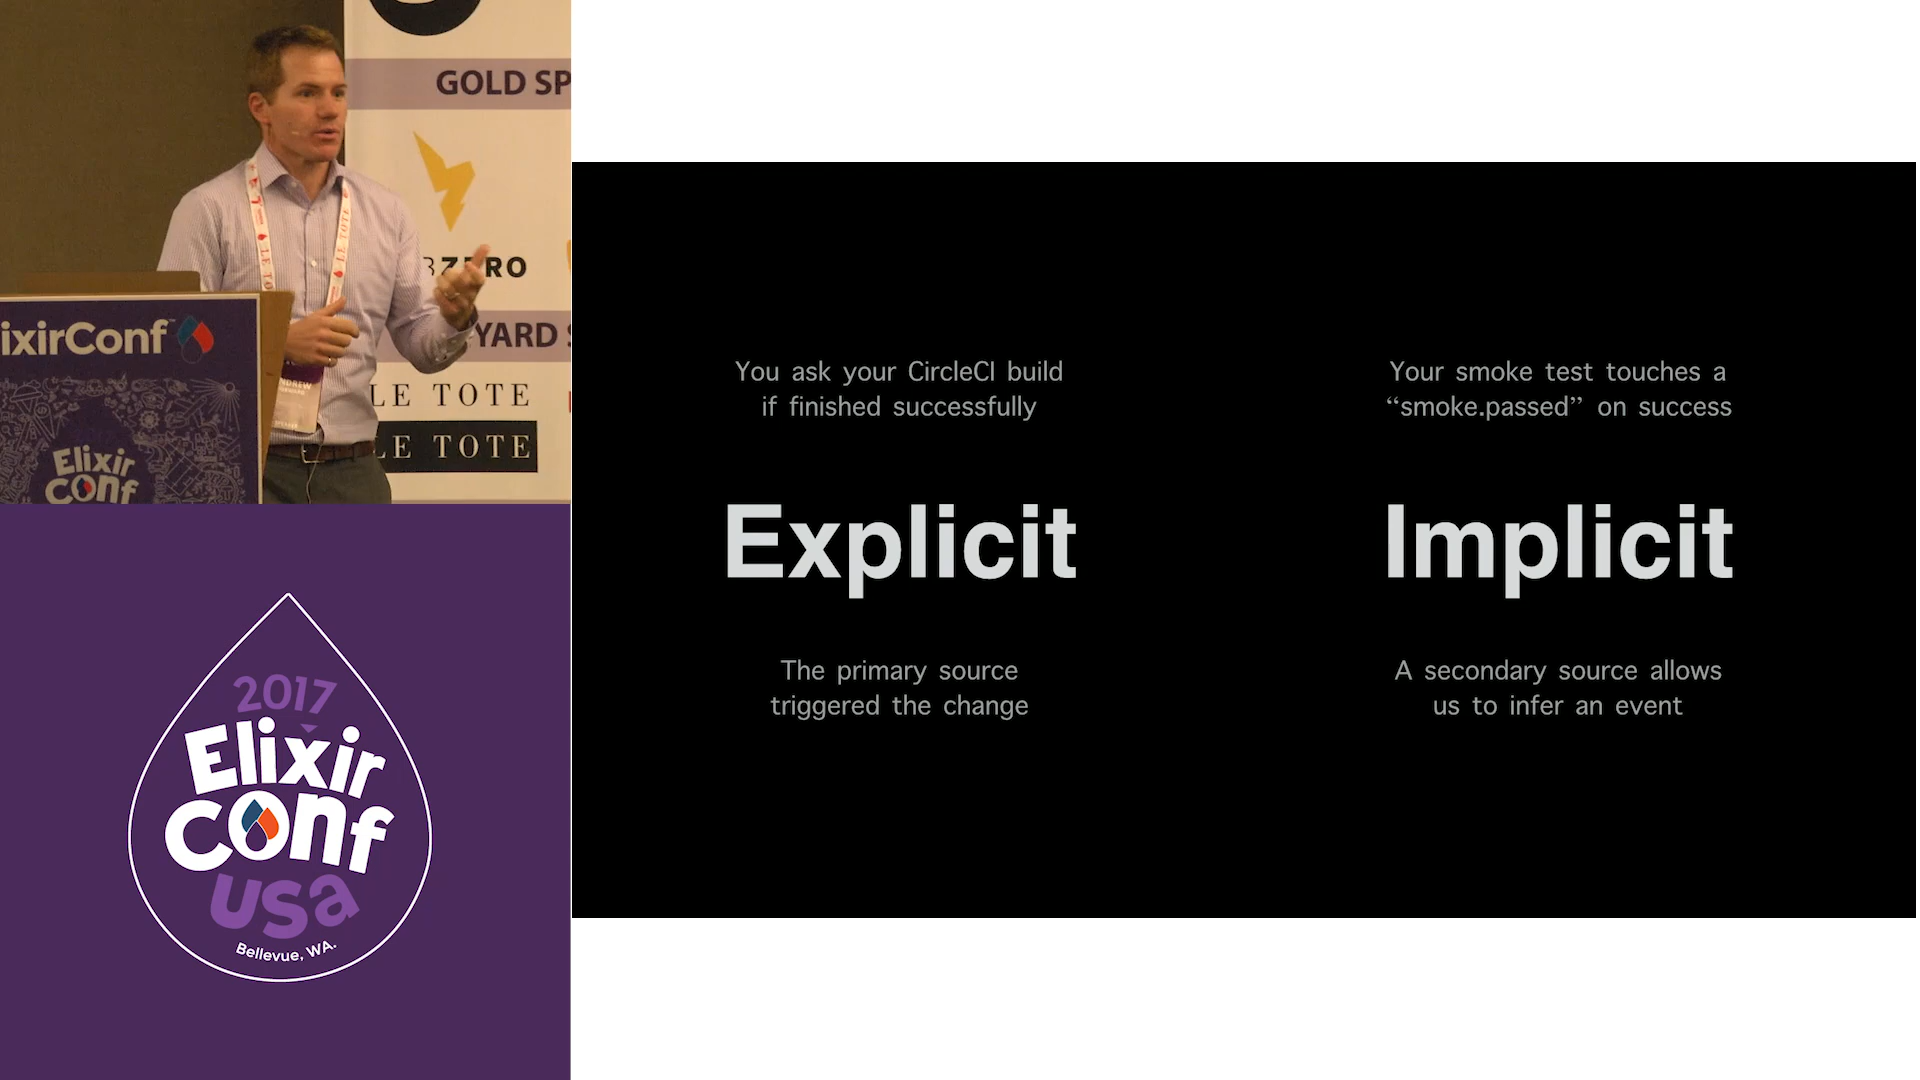 GOLD SP
ZERO
YARD S
LE TOTE
LE TOTE
ixirConf
Elixir
conf
NDREW
2017
Elixir
conf
usa
Bellevue, WA.
You ask your CircleCI build
if finished successfully
Explicit
The primary source
triggered the change
Your smoke test touches a
“smoke.passed” on success
Implicit
A secondary source allows
us to infer an event